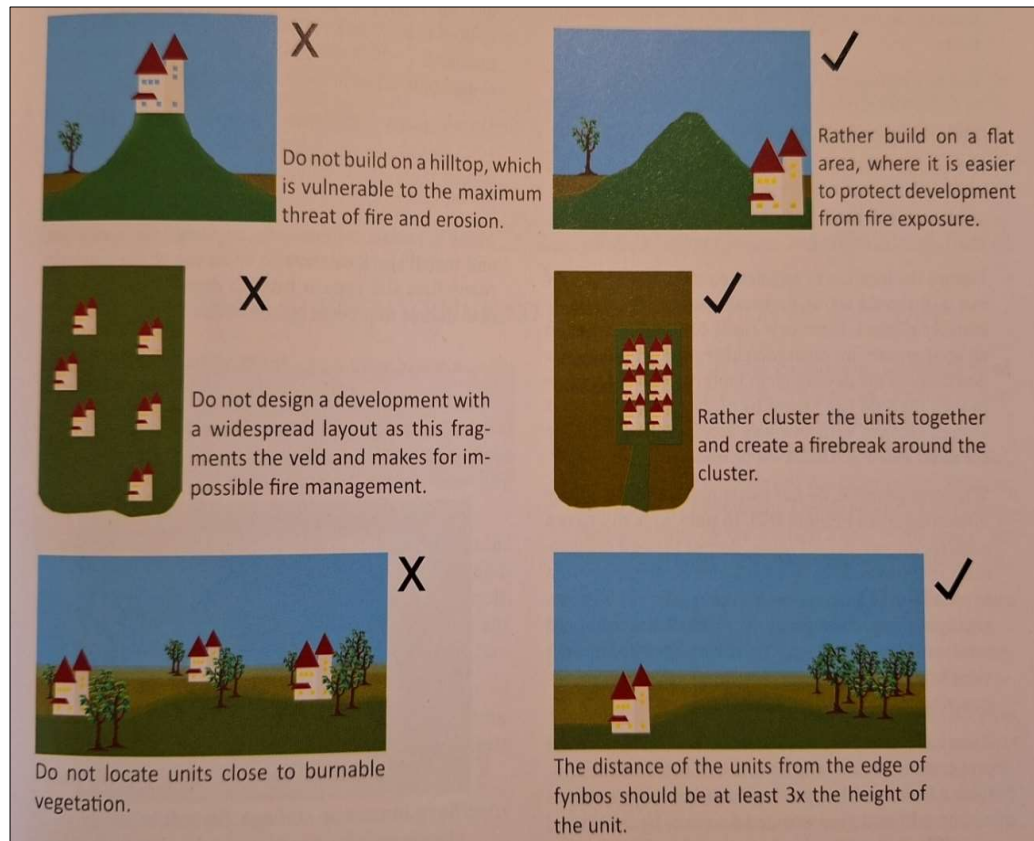 X
Do not build on a hilltop, which
is vulnerable to the maximum
threat of fire and erosion.
✓
Rather build on a flat
area, where it is easier
to protect development
from fire exposure.
X
Do not design a development with
a widespread layout as this frag-
ments the veld and makes for im-
possible fire management.
✓
Rather cluster the units together
and create a firebreak around the
cluster.
X
Do not locate units close to burnable
vegetation.
✓
The distance of the units from the edge of
fynbos should be at least 3x the height of
the unit.